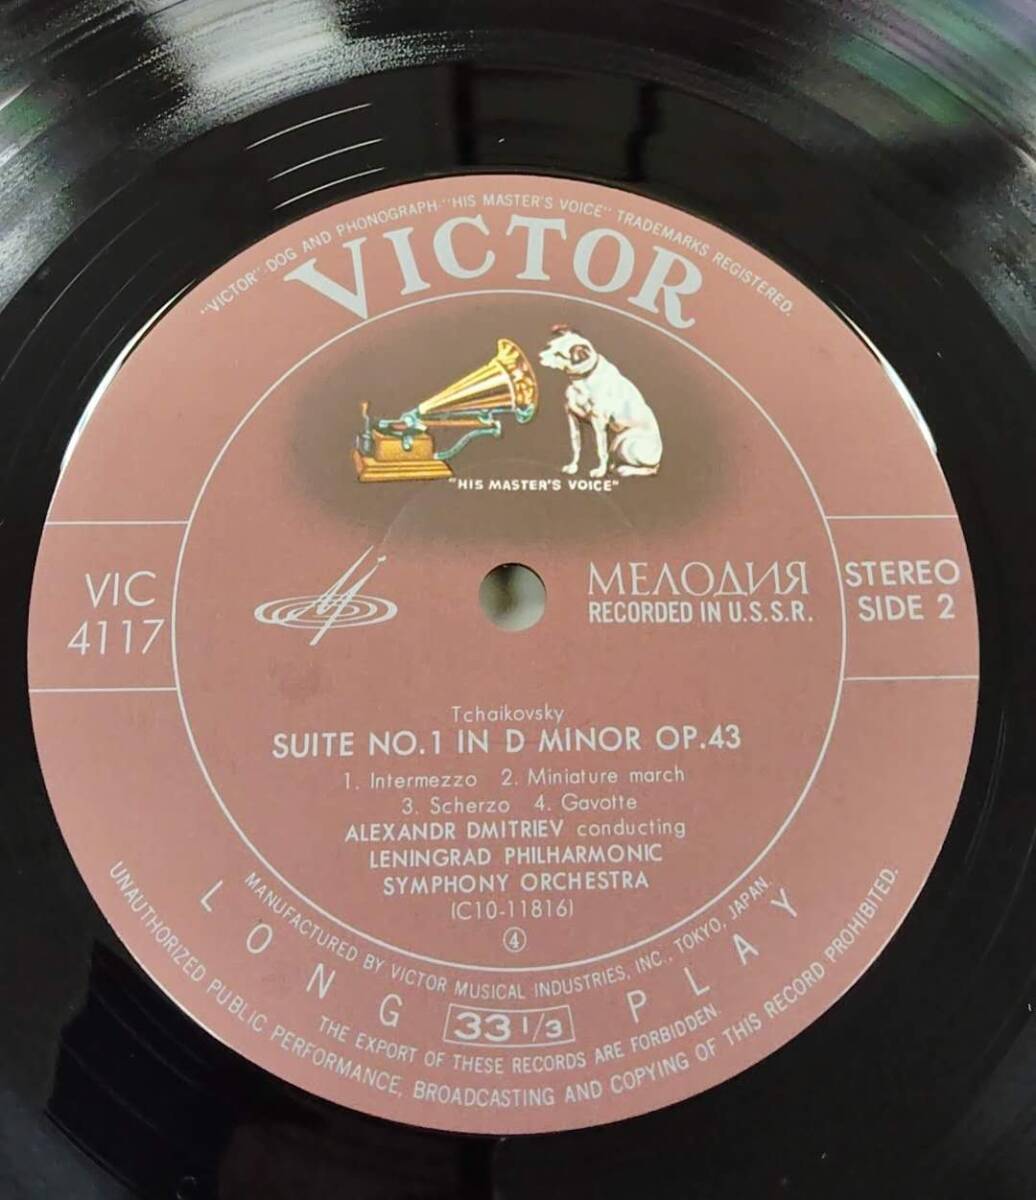 "VICTOR"·DOG AND PHONOGRAPH·"HIS MASTER'S VOICE" TRADEMARKS REGISTERED.
VICTOR
"HIS MASTER'S VOICE"
VIC
4117
МЕЛОДИЯ
RECORDED IN U.S.S.R.
STEREO
SIDE 2
Tchaikovsky
SUITE NO.1 IN D MINOR OP.43
1. Intermezzo 2. Miniature march
3. Scherzo 4. Gavotte
ALEXANDR DMITRIEV conducting
LENINGRAD PHILHARMONIC
SYMPHONY ORCHESTRA
(C10-11816)
④
MANUFACTURED BY VICTOR MUSICAL INDUSTRIES, INC., TOKYO, JAPAN.
LONG PLAY
33 1/3
THE EXPORT OF THESE RECORDS ARE FORBIDDEN.
UNAUTHORIZED PUBLIC PERFORMANCE, BROADCASTING AND COPYING OF THIS RECORD PROHIBITED.